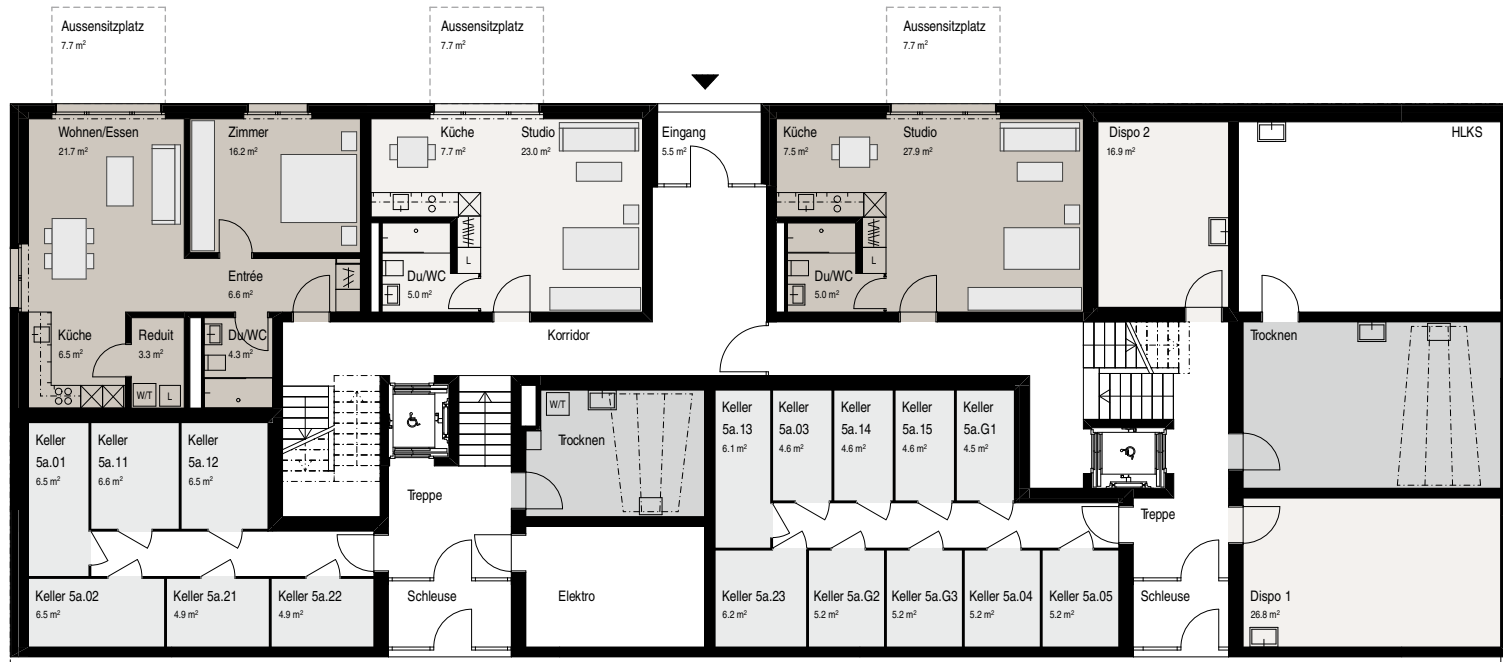 Aussensitzplatz
7.7 m²
Aussensitzplatz
7.7 m²
Aussensitzplatz
7.7 m²
Wohnen/Essen
21.7 m²
Zimmer
16.2 m²
Küche
7.7 m²
Studio
23.0 m²
Eingang
5.5 m²
Küche
7.5 m²
Studio
27.9 m²
Dispo 2
16.9 m²
HLKS
Entrée
6.6 m²
L
Du/WC
5.0 m²
L
Du/WC
5.0 m²
Küche
6.5 m²
Reduit
3.3 m²
Du/WC
4.3 m²
Korridor
Trocknen
W/T
L
W/T
Trocknen
Keller
5a.01
6.5 m²
Keller
5a.11
6.6 m²
Keller
5a.12
6.5 m²
Keller
5a.13
6.1 m²
Keller
5a.03
4.6 m²
Keller
5a.14
4.6 m²
Keller
5a.15
4.6 m²
Keller
5a.G1
4.5 m²
Treppe
Treppe
Keller 5a.02
6.5 m²
Keller 5a.21
4.9 m²
Keller 5a.22
4.9 m²
Schleuse
Elektro
Keller 5a.23
6.2 m²
Keller 5a.G2
5.2 m²
Keller 5a.G3
5.2 m²
Keller 5a.04
5.2 m²
Keller 5a.05
5.2 m²
Schleuse
Dispo 1
26.8 m²